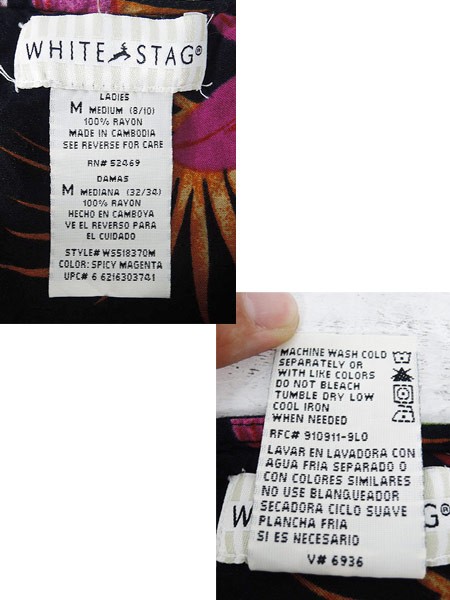 WHITE STAG®
LADIES
M MEDIUM (8/10)
100% RAYON
MADE IN CAMBODIA
SEE REVERSE FOR CARE
RN# 52469
DAMAS
M MEDIANA (32/34)
100% RAYON
HECHO EN CAMBOYA
VE EL REVERSO PARA
EL CUIDADO
STYLE# WS518370M
COLOR: SPICY MAGENTA
UPC# 6 6216303741
MACHINE WASH COLD
SEPARATELY OR
WITH LIKE COLORS
DO NOT BLEACH
TUMBLE DRY LOW
COOL IRON
WHEN NEEDED
RFC# 910911-9L0
LAVAR EN LAVADORA CON
AGUA FRIA SEPARADO O
CON COLORES SIMILARES
NO USE BLANQUEADOR
SECADORA CICLO SUAVE
PLANCHA FRIA
SI ES NECESARIO
V# 6936
W G®